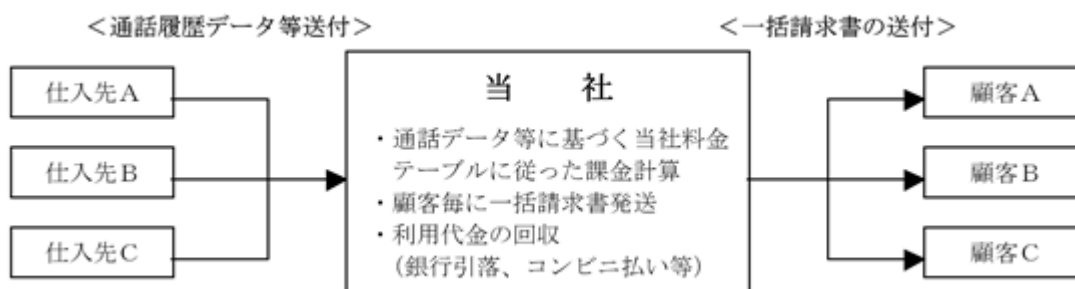 ＜通話履歴データ等送付＞
＜一括請求書の送付＞
仕入先A
仕入先B
仕入先C
当　社
・通話データ等に基づく当社料金
テーブルに従った課金計算
・顧客毎に一括請求書発送
・利用代金の回収
（銀行引落、コンビニ払い等）
顧客A
顧客B
顧客C